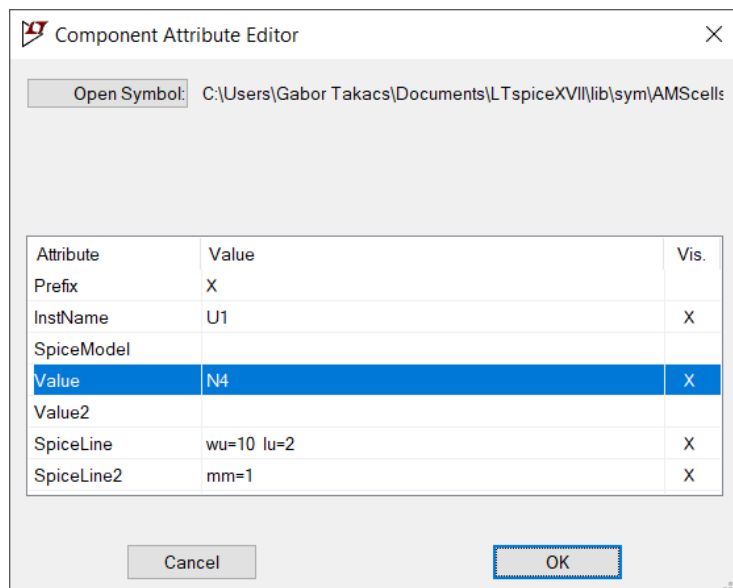 Component Attribute Editor
Open Symbol: C:\Users\Gabor Takacs\Documents\LTspiceXVII\lib\sym\AMScells
Attribute Value Vis.
Prefix X
InstName U1 X
SpiceModel
Value N4 X
Value2
SpiceLine wu=10 lu=2 X
SpiceLine2 mm=1 X
Cancel OK